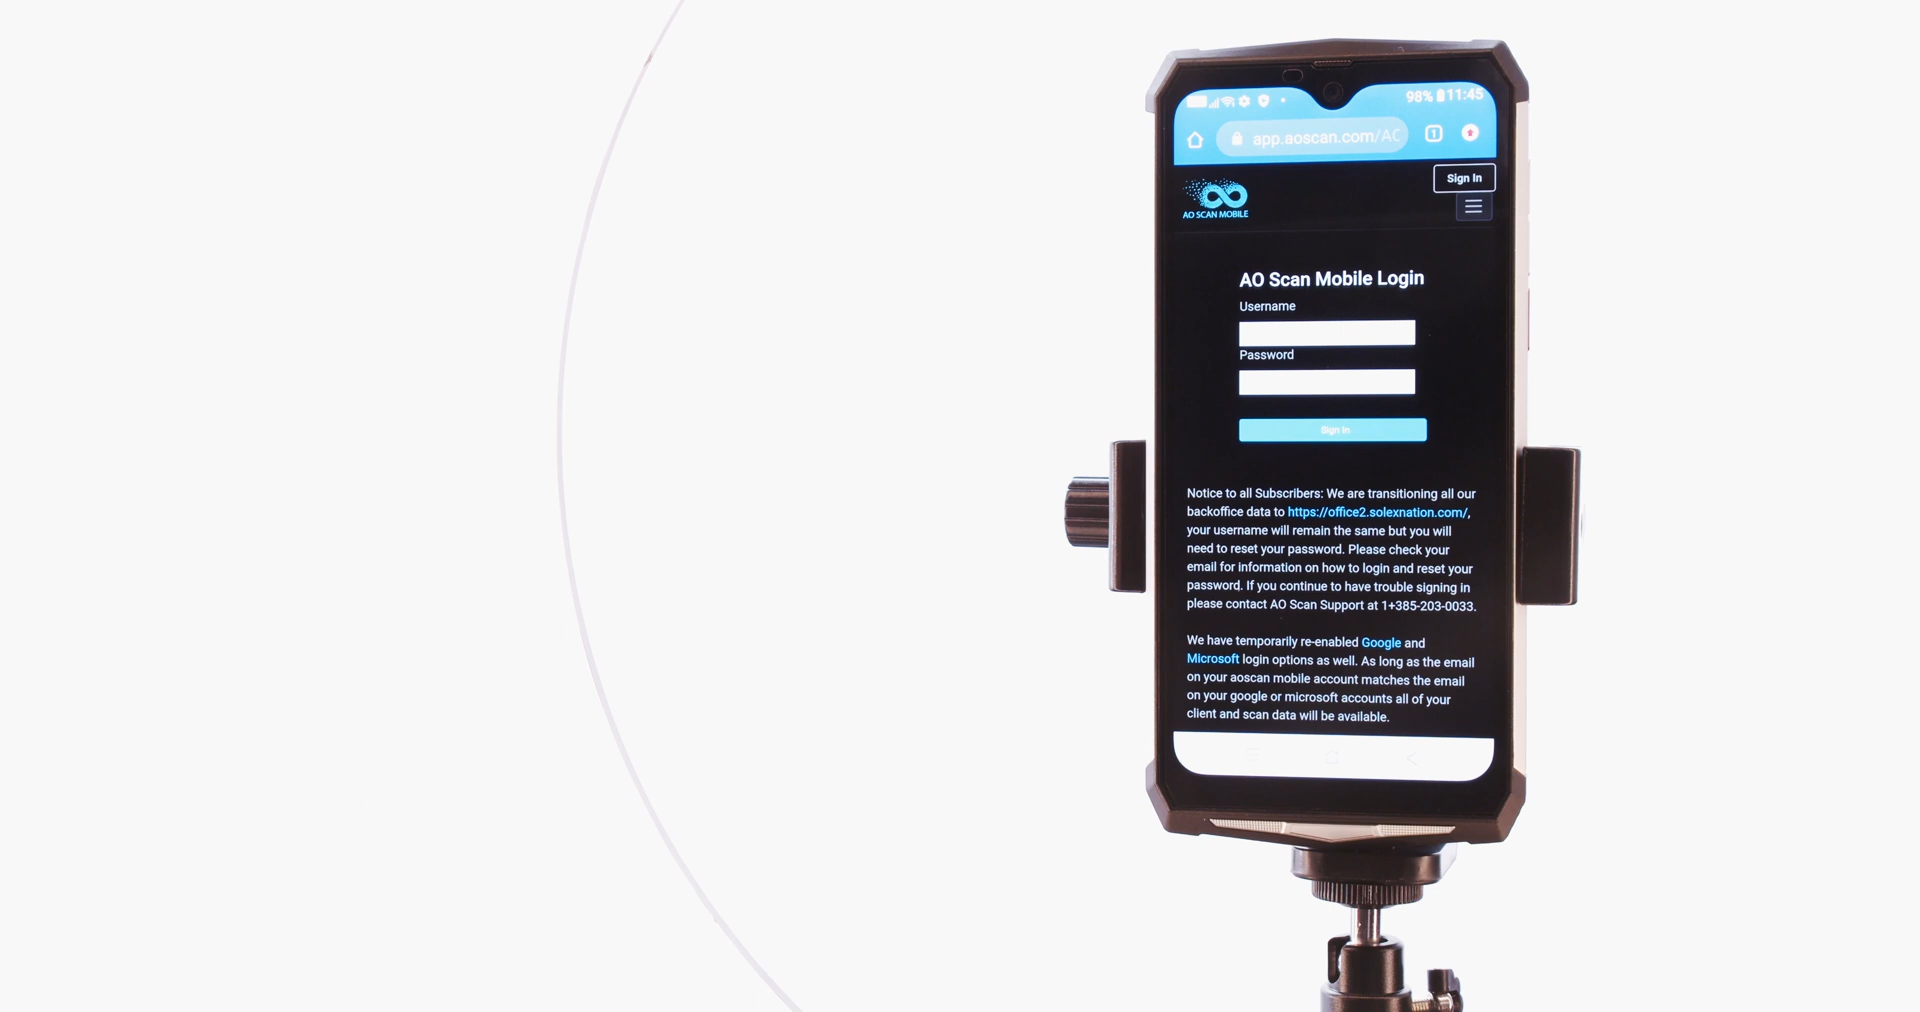 98% 11:45
app.aoscan.com/AC
1
Sign In
AO SCAN MOBILE
AO Scan Mobile Login
Username
Password
Sign In
Notice to all Subscribers: We are transitioning all our
backoffice data to https://office2.solexnation.com/,
your username will remain the same but you will
need to reset your password. Please check your
email for information on how to login and reset your
password. If you continue to have trouble signing in
please contact AO Scan Support at 1+385-203-0033.
We have temporarily re-enabled Google and
Microsoft login options as well. As long as the email
on your aoscan mobile account matches the email
on your google or microsoft accounts all of your
client and scan data will be available.